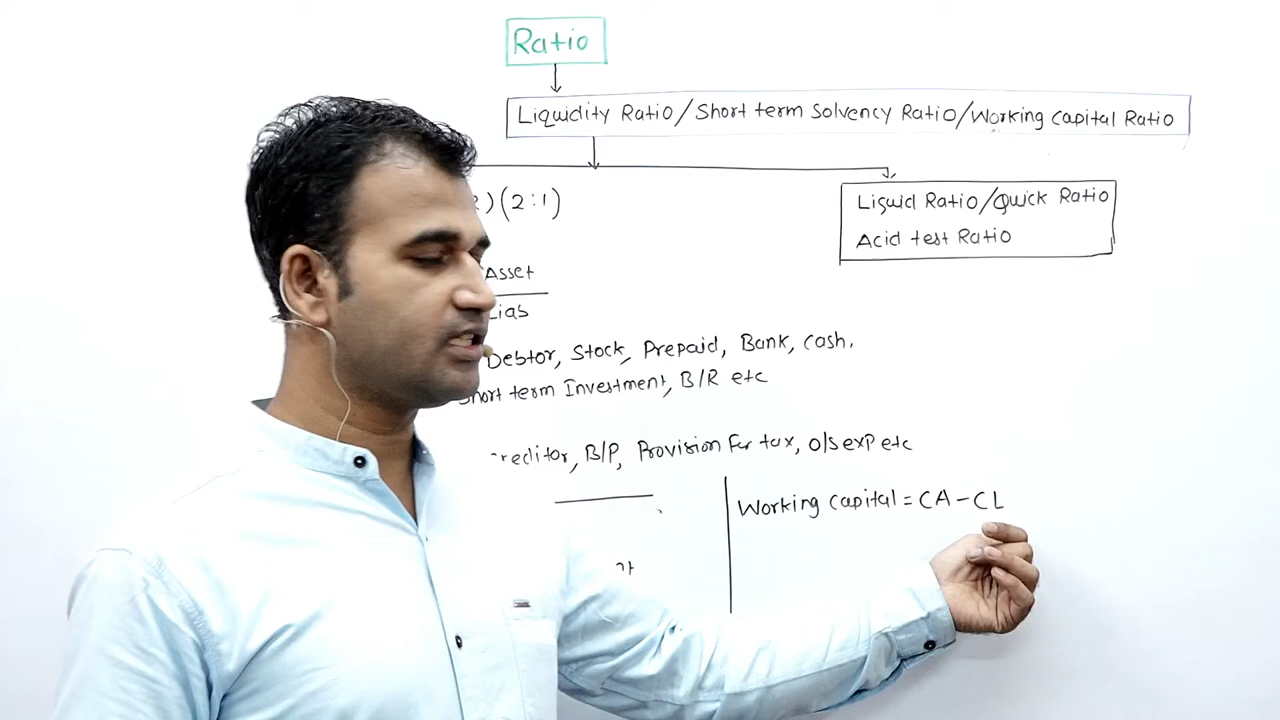 Ratio
Liquidity Ratio/Short term Solvency Ratio/Working capital Ratio
)(2:1)
Liquid Ratio/Quick Ratio
Acid test Ratio
Asset
Debtor, Stock, Prepaid, Bank, cash.
Short term Investment, B/R etc
B/P, Provision For tax, O/S exp etc
Working capital = CA - CL